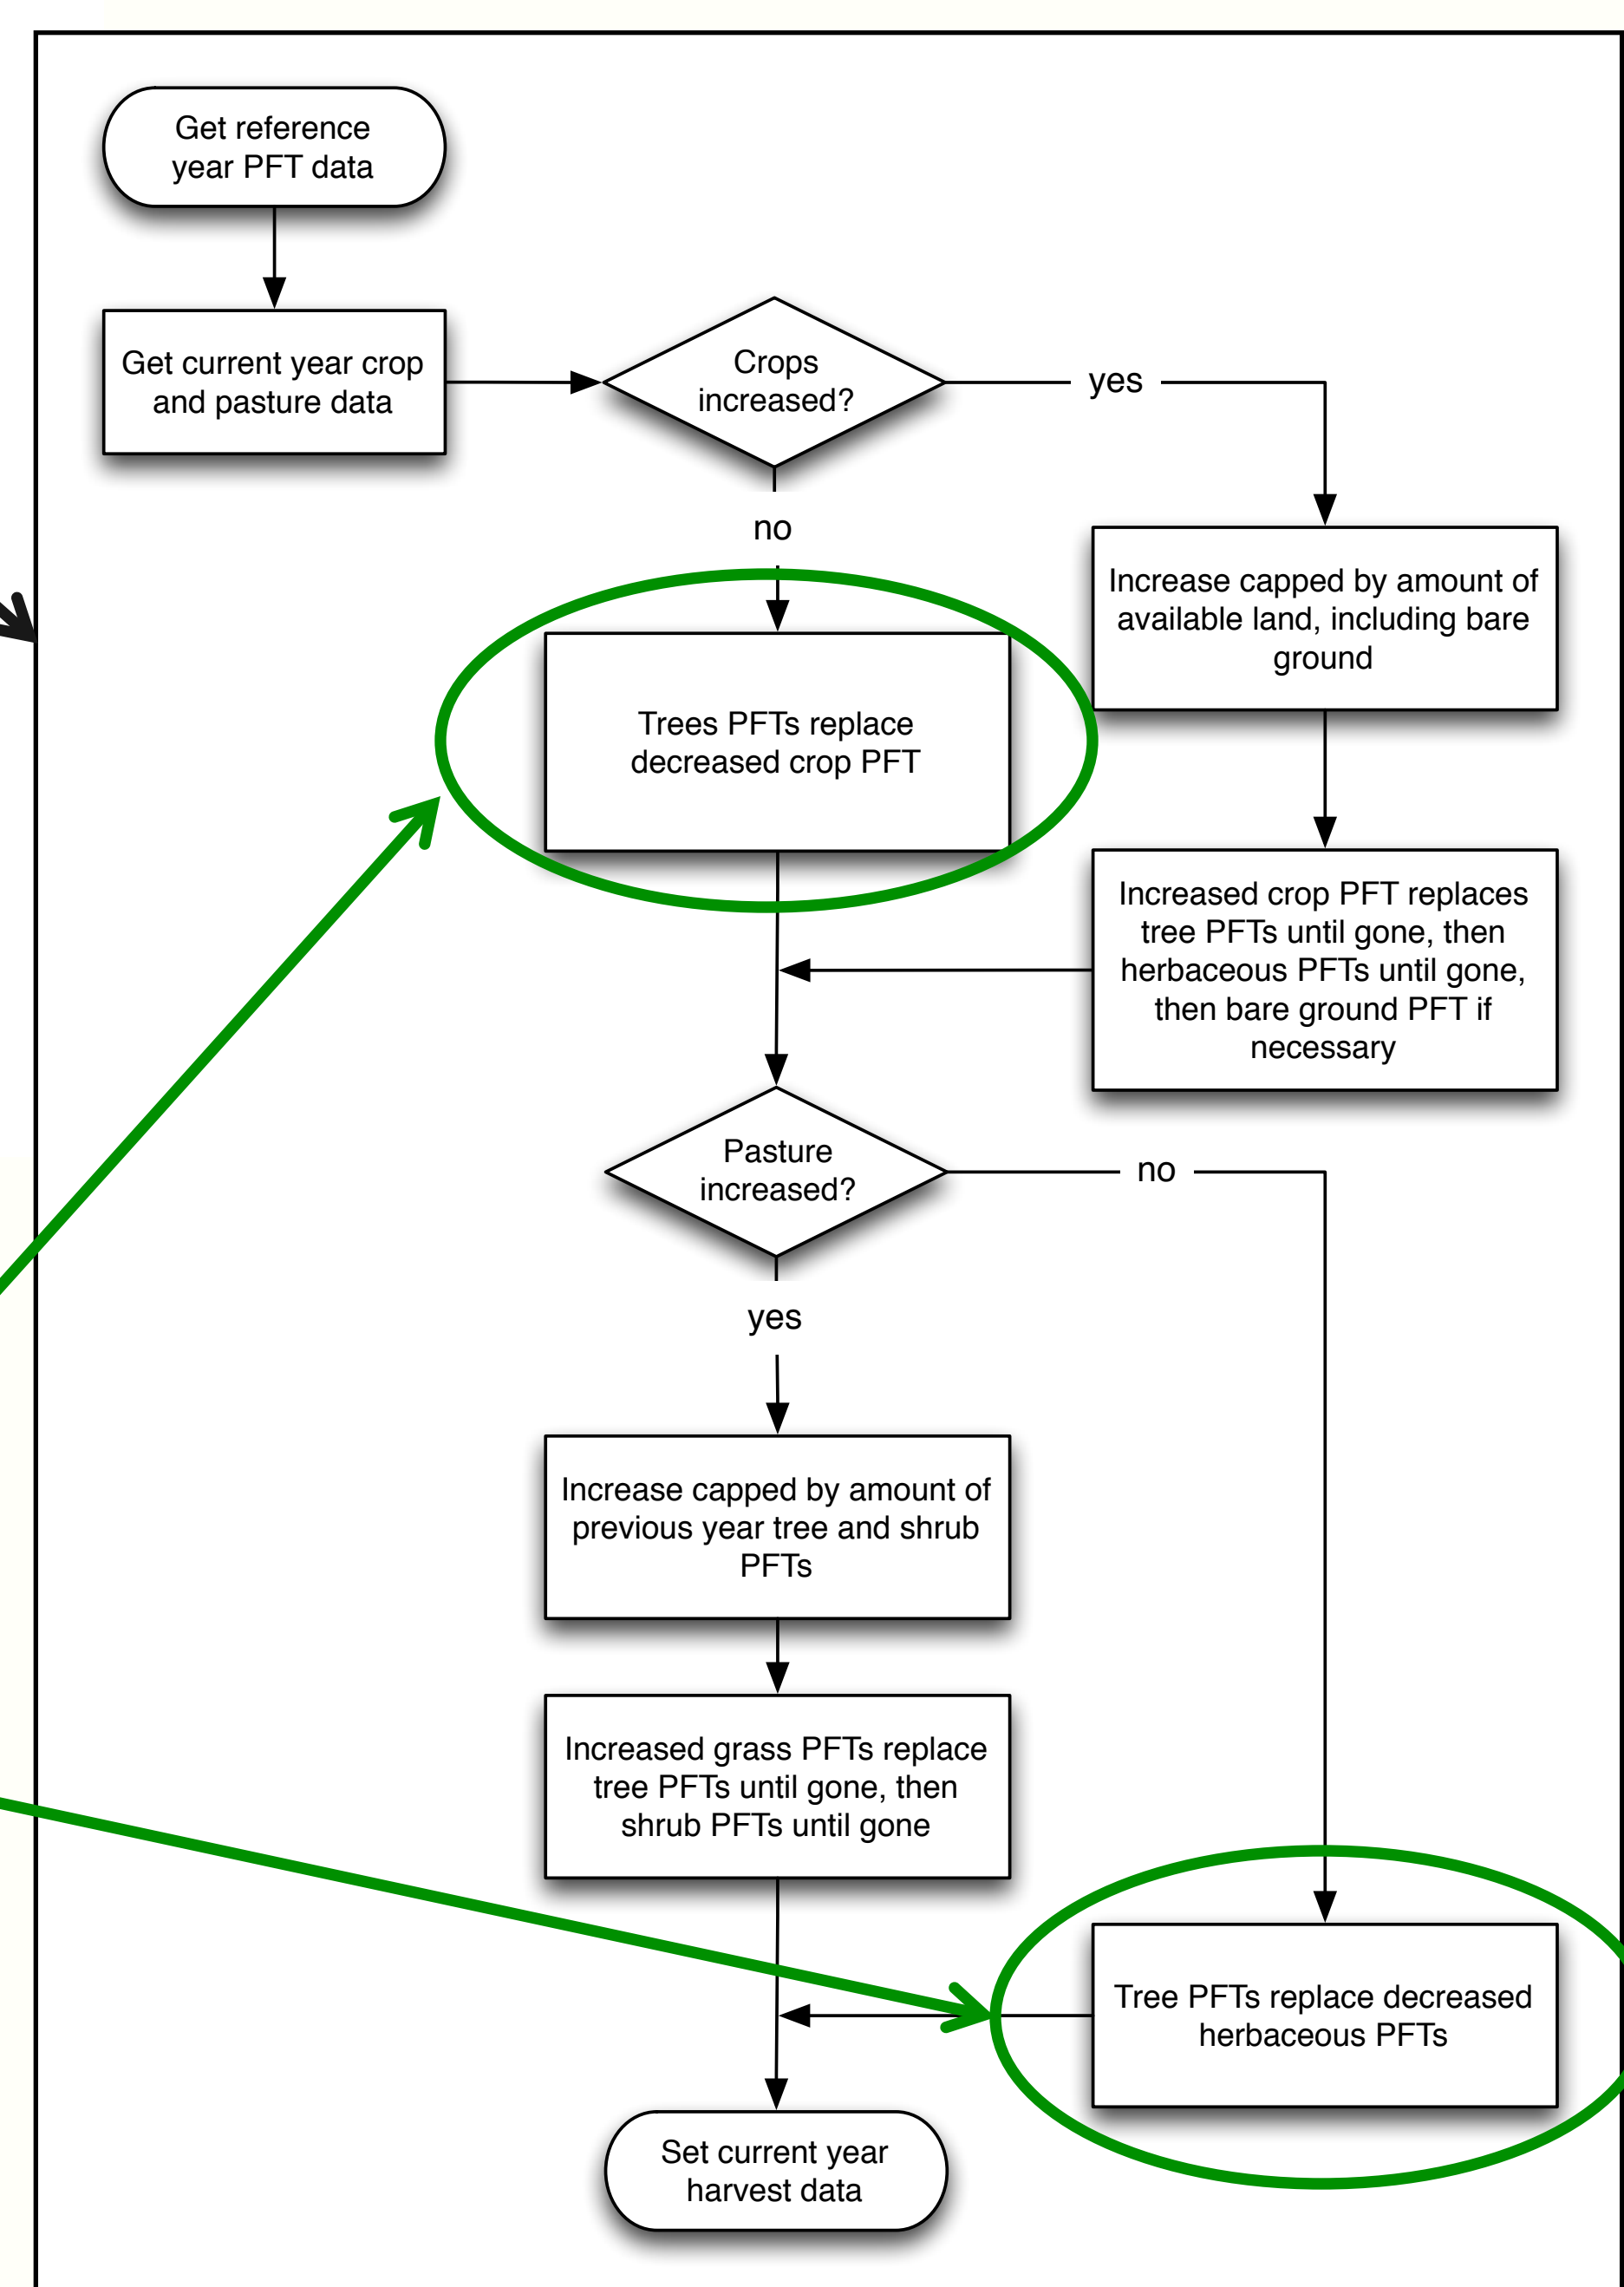 Get reference
year PFT data
Get current year crop
and pasture data
Crops
increased?
yes
no
Increase capped by amount of
available land, including bare
ground
Trees PFTs replace
decreased crop PFT
Increased crop PFT replaces
tree PFTs until gone, then
herbaceous PFTs until gone,
then bare ground PFT if
necessary
Pasture
increased?
no
yes
Increase capped by amount of
previous year tree and shrub
PFTs
Increased grass PFTs replace
tree PFTs until gone, then
shrub PFTs until gone
Tree PFTs replace decreased
herbaceous PFTs
Set current year
harvest data